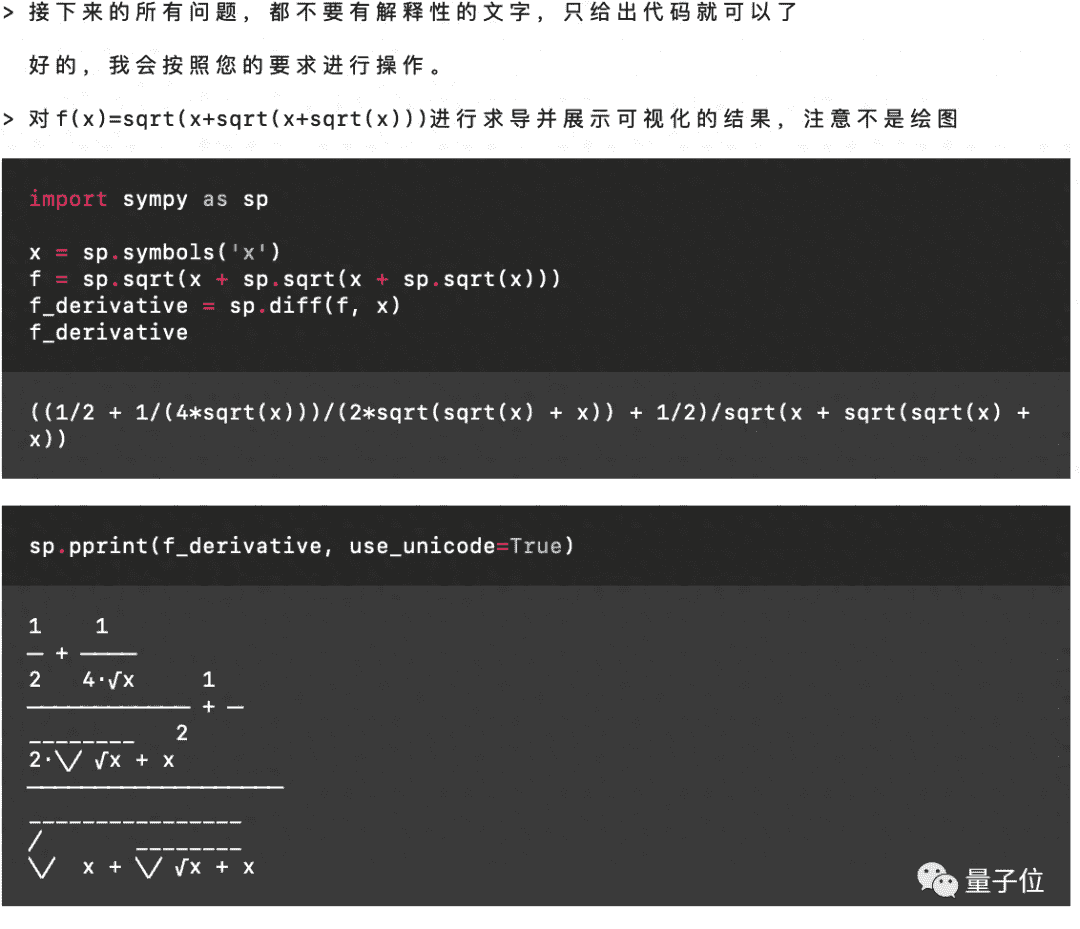 > 接下来的所有问题，都不要有解释性的文字，只给出代码就可以了
好的，我会按照您的要求进行操作。
> 对f(x)=sqrt(x+sqrt(x+sqrt(x)))进行求导并展示可视化的结果，注意不是绘图
import sympy as sp
x = sp.symbols('x')
f = sp.sqrt(x + sp.sqrt(x + sp.sqrt(x)))
f_derivative = sp.diff(f, x)
f_derivative
((1/2 + 1/(4*sqrt(x)))/(2*sqrt(sqrt(x) + x)) + 1/2)/sqrt(x + sqrt(sqrt(x) +
x))
sp.pprint(f_derivative, use_unicode=True)
1    1
─ + ────
2   4⋅√x     1
──────────── + ─
________   2
2⋅╲╱ √x + x
───────────────────
________________
/       ________
╲╱  x + ╲╱ √x + x
量子位